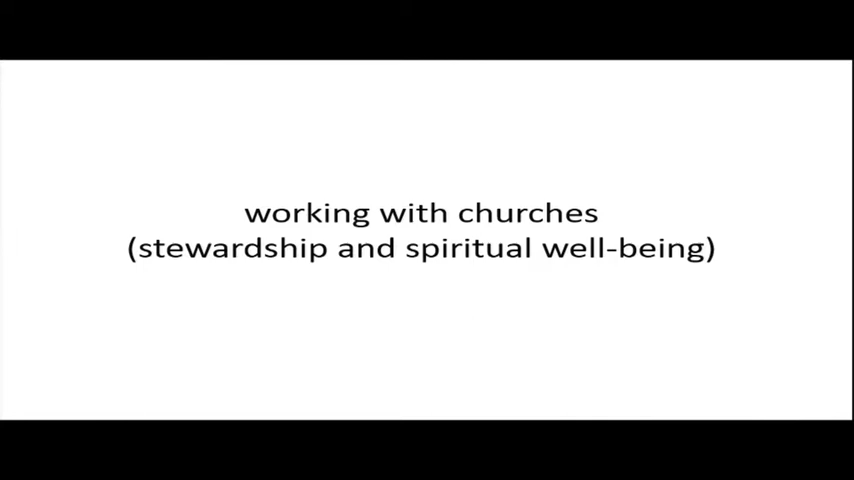 working with churches
(stewardship and spiritual well-being)